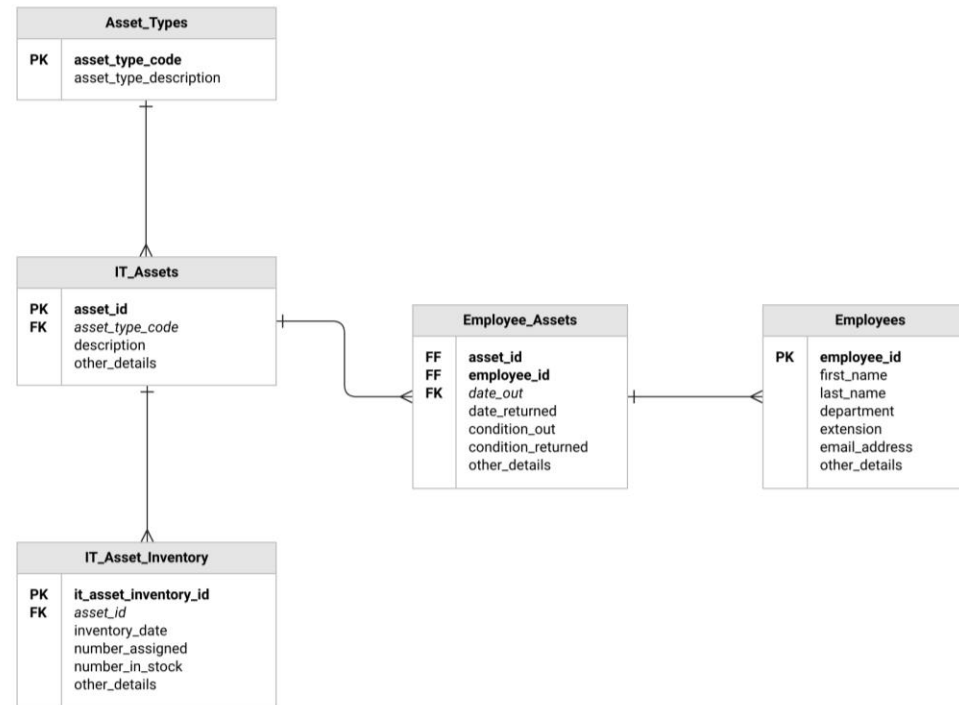 Asset_Types
PK asset_type_code
asset_type_description
IT_Assets
PK asset_id
FK asset_type_code
description
other_details
Employee_Assets
FF asset_id
FF employee_id
FK date_out
date_returned
condition_out
condition_returned
other_details
Employees
PK employee_id
first_name
last_name
department
extension
email_address
other_details
IT_Asset_Inventory
PK it_asset_inventory_id
FK asset_id
inventory_date
number_assigned
number_in_stock
other_details